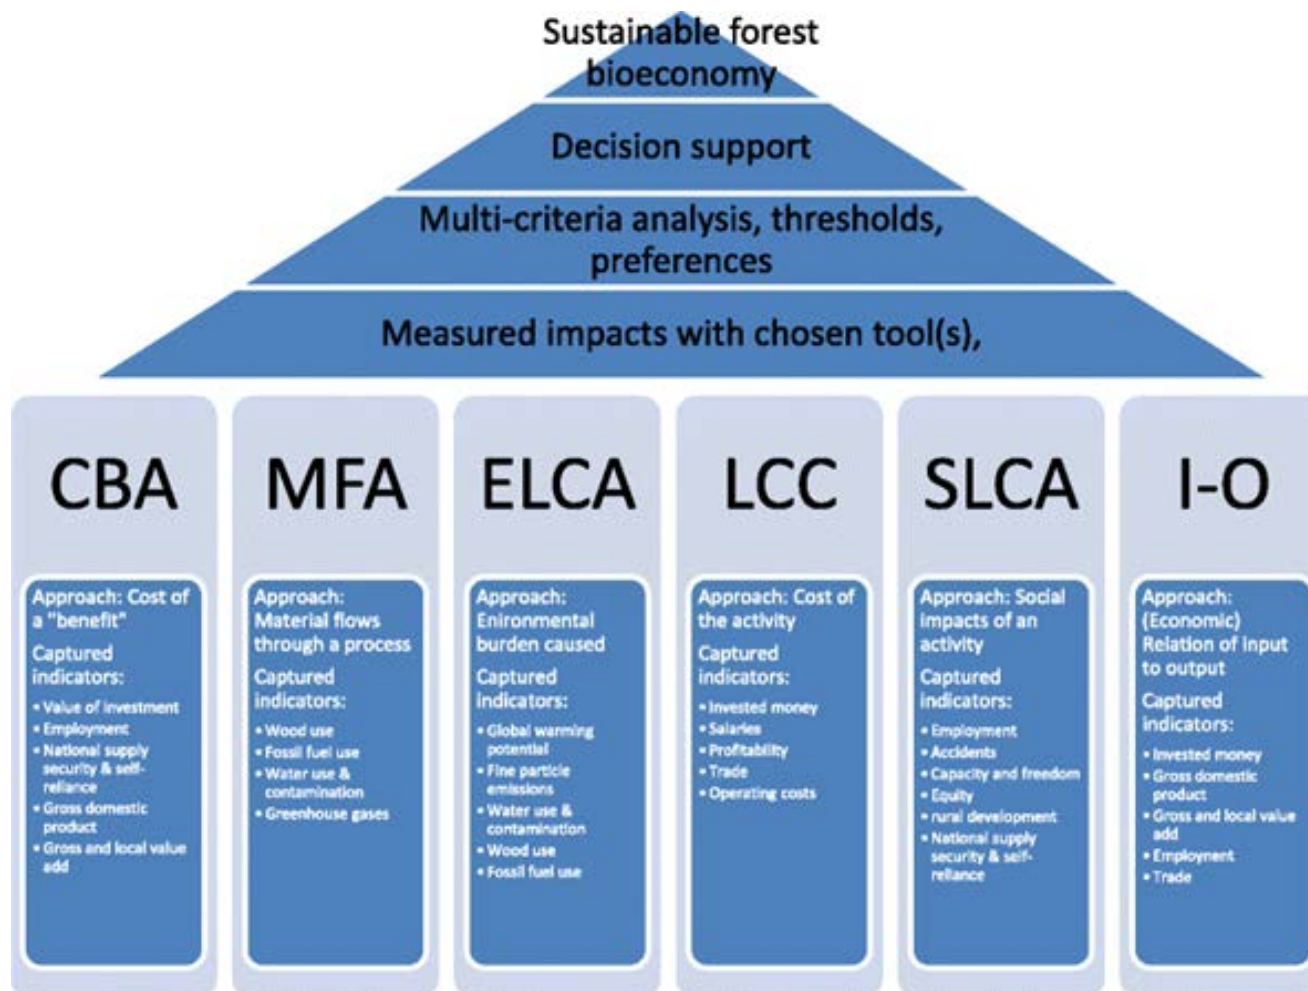 Sustainable forest
bioeconomy
Decision support
Multi-criteria analysis, thresholds,
preferences
Measured impacts with chosen tool(s),
CBA
Approach: Cost of
a "benefit"
Captured
indicators:
• Value of investment
• Employment
• National supply
security & self-
reliance
• Gross domestic
product
• Gross and local value
add
MFA
Approach:
Material flows
through a process
Captured
indicators:
• Wood use
• Fossil fuel use
• Water use &
contamination
• Greenhouse gases
ELCA
Approach:
Enironmental
burden caused
Captured
indicators:
• Global warming
potential
• Fine particle
emissions
• Water use &
contamination
• Wood use
• Fossil fuel use
LCC
Approach: Cost of
the activity
Captured
indicators:
• Invested money
• Salaries
• Profitability
• Trade
• Operating costs
SLCA
Approach: Social
impacts of an
activity
Captured
indicators:
• Employment
• Accidents
• Capacity and freedom
• Equity
• rural development
• National supply
security & self-
reliance
I-O
Approach:
(Economic)
Relation of input
to output
Captured
indicators:
• Invested money
• Gross domestic
product
• Gross and local value
add
• Employment
• Trade